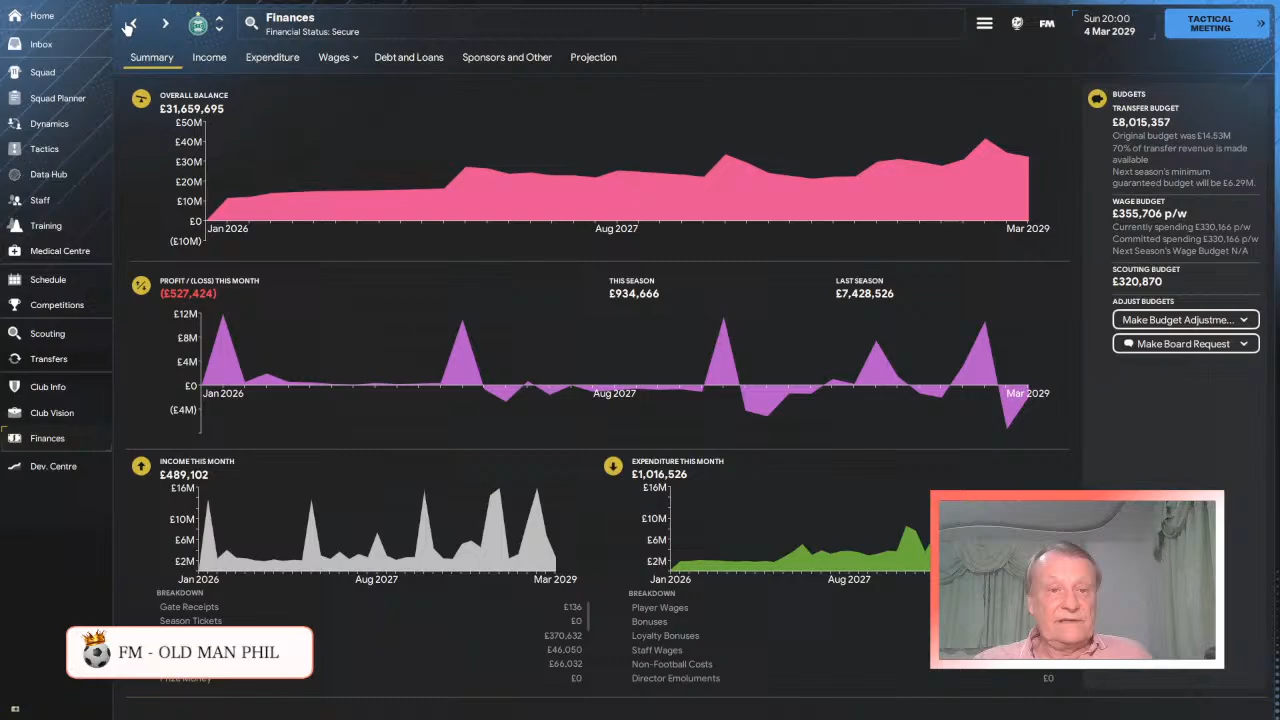 Home
Inbox
Squad
Squad Planner
Dynamics
Tactics
Data Hub
Staff
Training
Medical Centre
Schedule
Competitions
Scouting
Transfers
Club Info
Club Vision
Finances
Dev. Centre
Finances
Financial Status: Secure
FM
Sun 20:00
4 Mar 2029
TACTICAL
MEETING
Summary Income Expenditure Wages Debt and Loans Sponsors and Other Projection
OVERALL BALANCE
£31,659,695
£50M
£40M
£30M
£20M
£10M
£0
(£10M)
Jan 2026 Aug 2027 Mar 2029
PROFIT / (LOSS) THIS MONTH
(£527,424)
THIS SEASON
£934,666
LAST SEASON
£7,428,526
£12M
£8M
£4M
£0
(£4M)
Jan 2026 Aug 2027 Mar 2029
INCOME THIS MONTH
£489,102
£16M
£10M
£6M
£2M
Jan 2026 Aug 2027 Mar 2029
BREAKDOWN
Gate Receipts £136
Season Tickets £0
£370,632
£46,050
£66,032
Prize Money £0
EXPENDITURE THIS MONTH
£1,016,526
£16M
£10M
£6M
£2M
Jan 2026 Aug 2027
BREAKDOWN
Player Wages
Bonuses
Loyalty Bonuses
Staff Wages
Non-Football Costs
Director Emoluments £0
BUDGETS
TRANSFER BUDGET
£8,015,357
Original budget was £14.53M
70% of transfer revenue is made
available
Next season's minimum
guaranteed budget will be £6.29M.
WAGE BUDGET
£355,706 p/w
Currently spending £330,166 p/w
Committed spending £330,166 p/w
Next Season's Wage Budget N/A
SCOUTING BUDGET
£320,870
ADJUST BUDGETS
Make Budget Adjustme...
Make Board Request
FM - OLD MAN PHIL